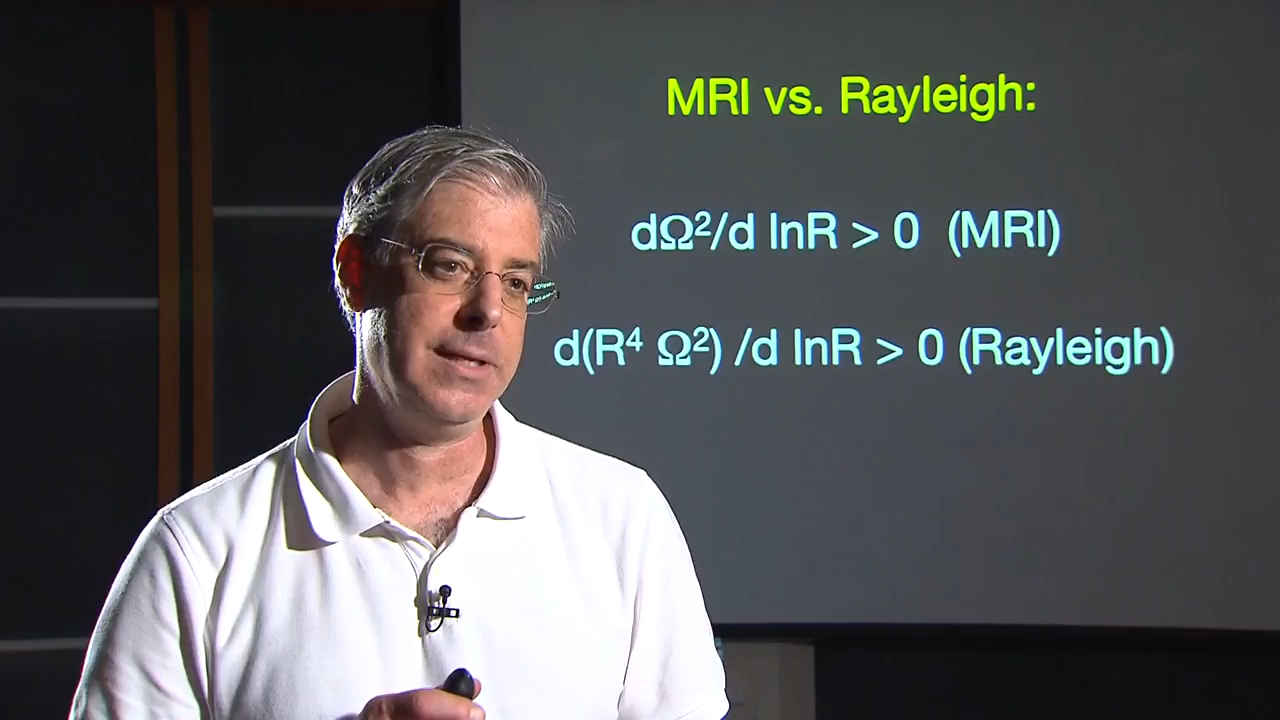 MRI vs. Rayleigh:
dΩ²/d lnR > 0 (MRI)
d(R⁴ Ω²) /d lnR > 0 (Rayleigh)